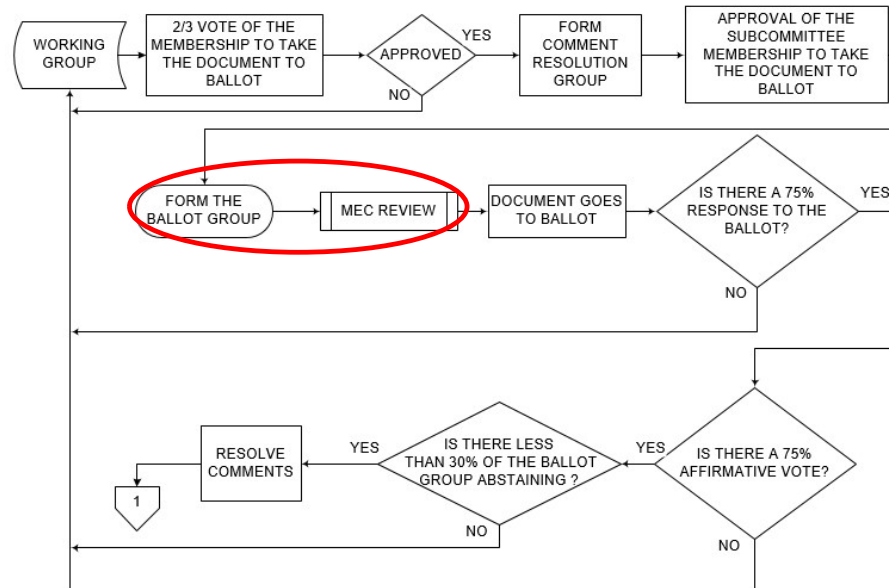 WORKING
GROUP
2/3 VOTE OF THE
MEMBERSHIP TO TAKE
THE DOCUMENT TO
BALLOT
APPROVED
YES
NO
FORM
COMMENT
RESOLUTION
GROUP
APPROVAL OF THE
SUBCOMMITTEE
MEMBERSHIP TO TAKE
THE DOCUMENT TO
BALLOT
FORM THE
BALLOT GROUP
MEC REVIEW
DOCUMENT GOES
TO BALLOT
IS THERE A 75%
RESPONSE TO THE
BALLOT?
YES
NO
RESOLVE
COMMENTS
YES
IS THERE LESS
THAN 30% OF THE BALLOT
GROUP ABSTAINING ?
YES
IS THERE A 75%
AFFIRMATIVE VOTE?
1
NO
NO